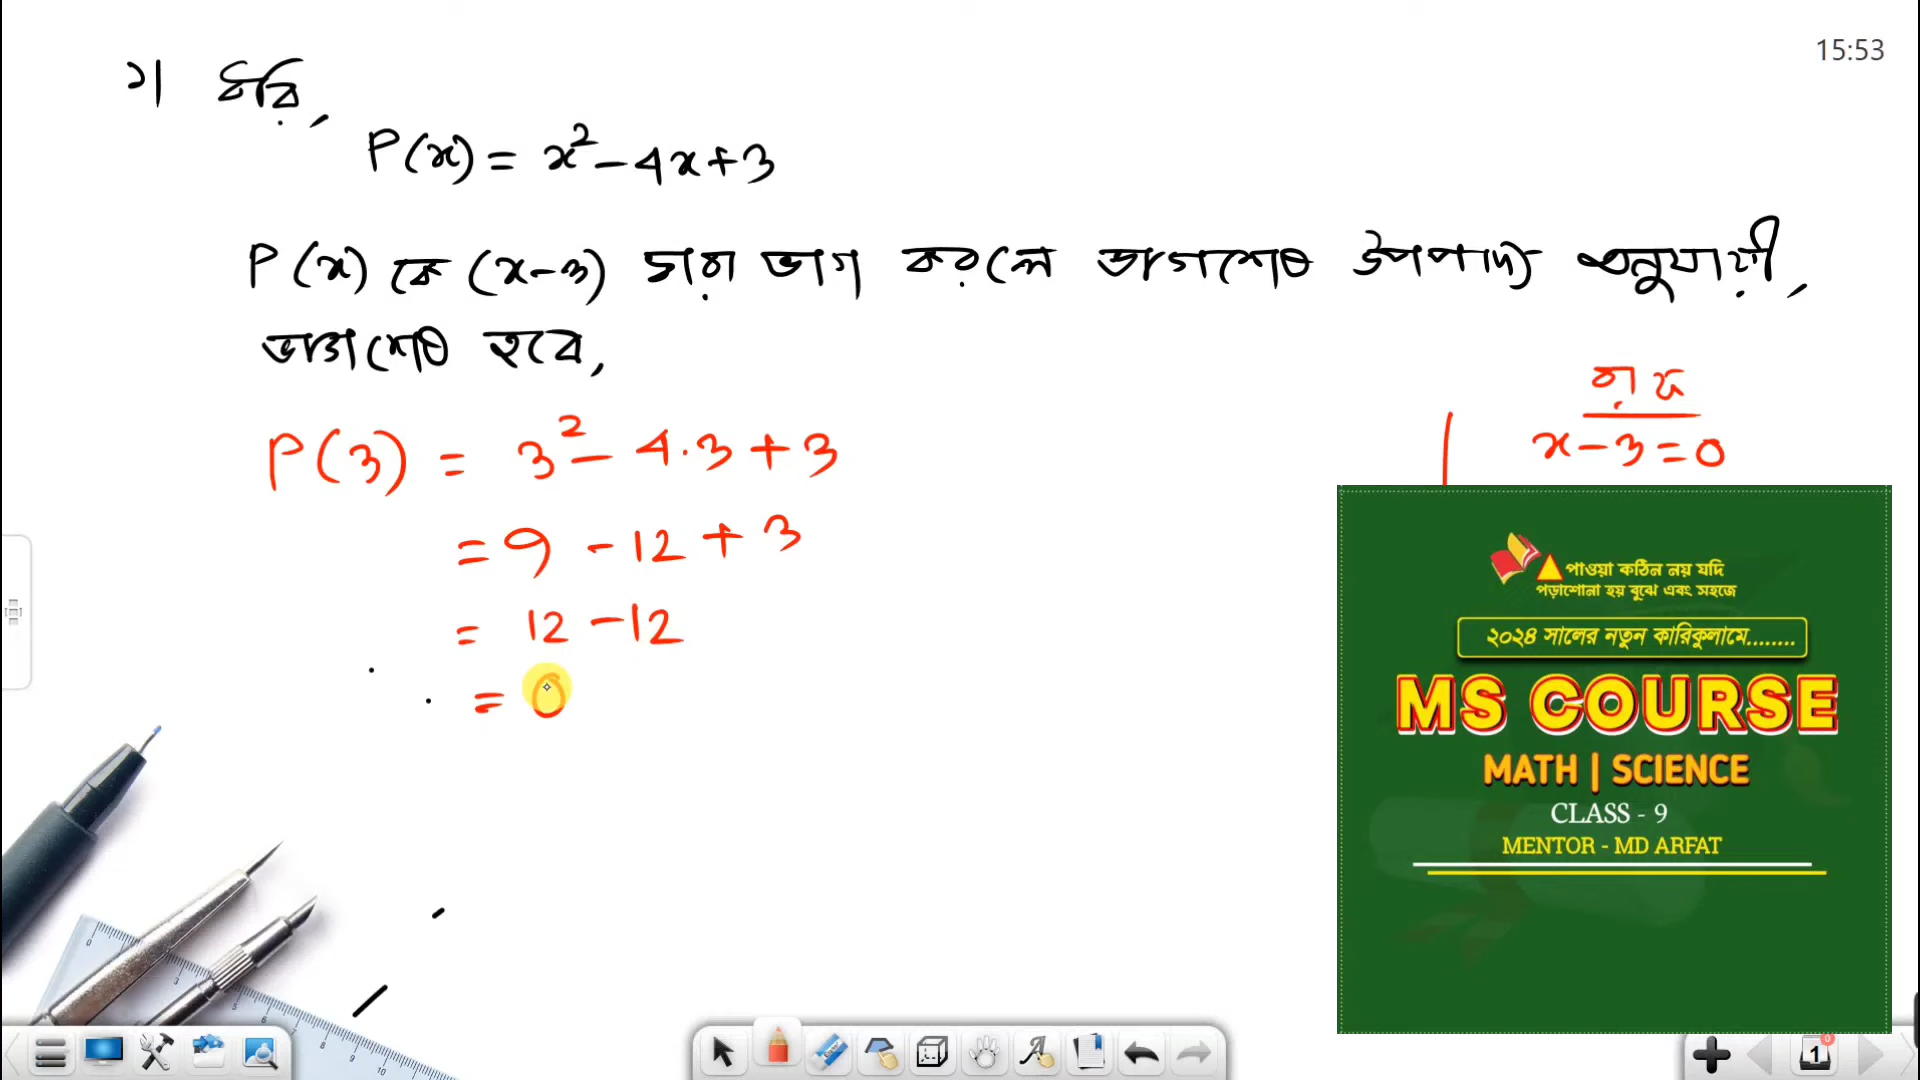 15:53
১। ধরি,
P(x) = x² - 4x + 3
P(x) কে (x-3) দ্বারা ভাগ করলে ভাগশেষ উপপাদ্য অনুযায়ী,
ভাগশেষ হবে,
P(3) = 3² - 4.3 + 3
= 9 - 12 + 3
= 12 - 12
= 0
x - 3 = 0
পাওয়া কঠিন নয় যদি
পড়াশোনা হয় বুঝে এবং সহজে
২০২৪ সালের নতুন কারিকুলামে........
MS COURSE
MATH | SCIENCE
CLASS - 9
MENTOR - MD ARFAT
1